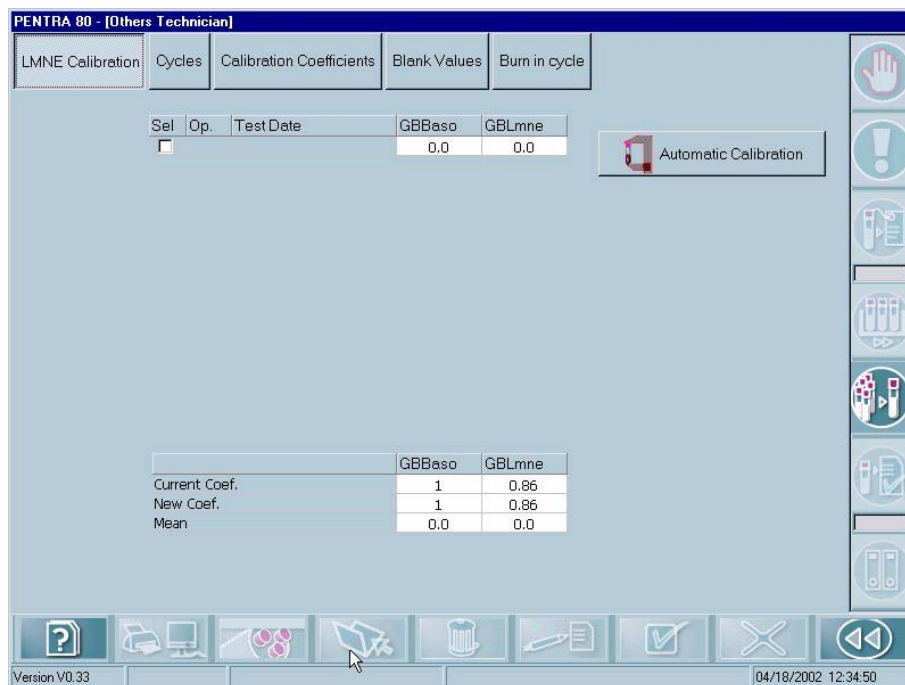 PENTRA 80 - [Others Technician]
LMNE Calibration Cycles Calibration Coefficients Blank Values Burn in cycle
Sel Op. Test Date GBBaso GBLmne
0.0 0.0
Automatic Calibration
GBBaso GBLmne
Current Coef. 1 0.86
New Coef. 1 0.86
Mean 0.0 0.0
?
Version V0.33 04/18/2002 12:34:50